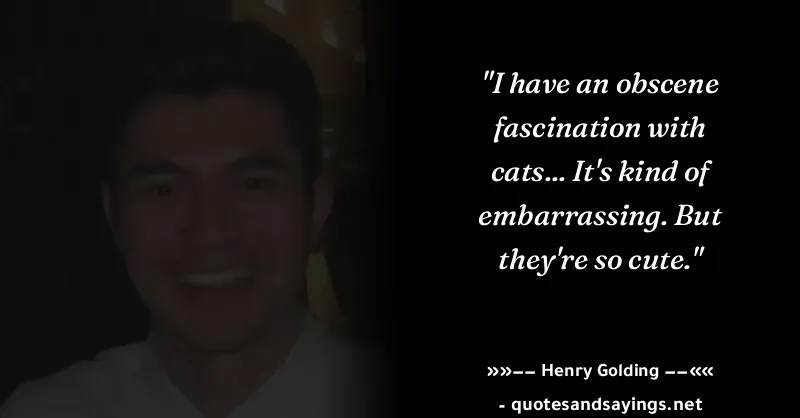 "I have an obscene
fascination with
cats... It's kind of
embarrassing. But
they're so cute."
»»−− Henry Golding −−««
- quotesandsayings.net